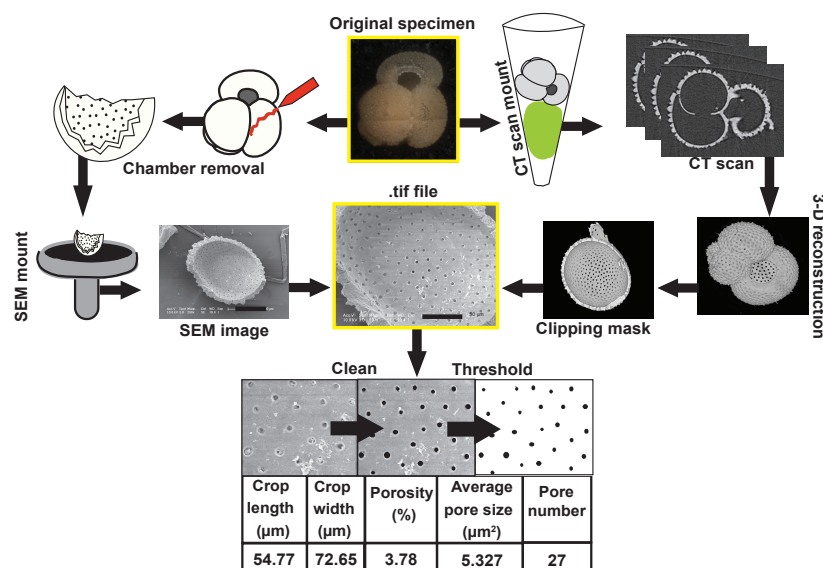 Original specimen
Chamber removal
CT scan mount
CT scan
3-D reconstruction
.tif file
SEM mount
SEM image
Clipping mask
Clean
Threshold
Crop length (µm)
Crop width (µm)
Porosity (%)
Average pore size (µm²)
Pore number
54.77
72.65
3.78
5.327
27